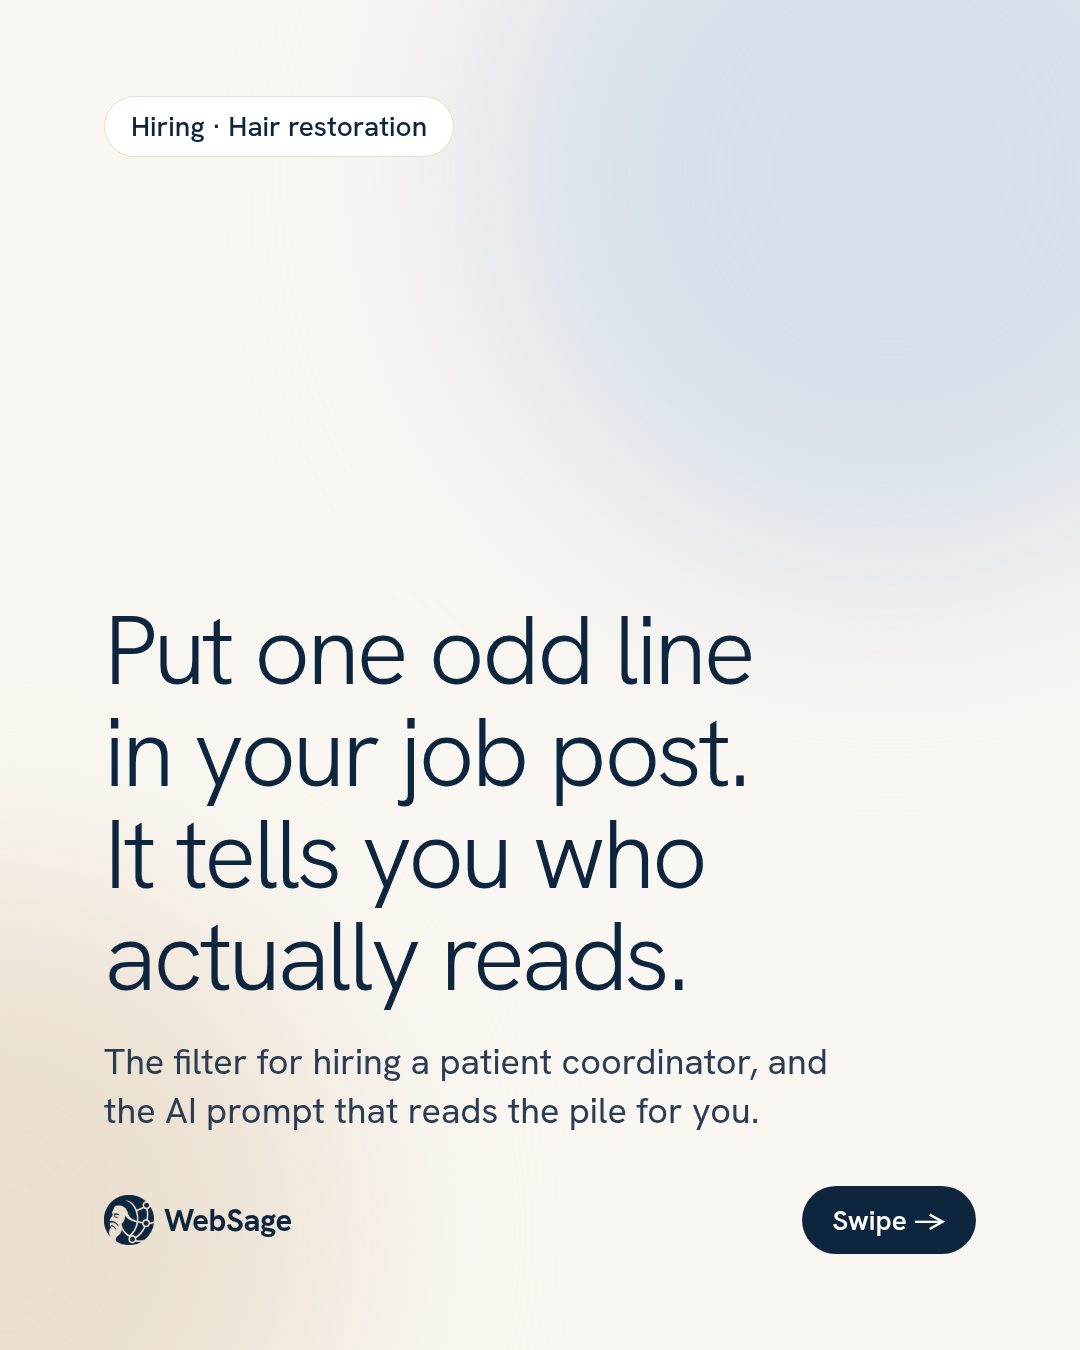 Hiring · Hair restoration
Put one odd line
in your job post.
It tells you who
actually reads.
The filter for hiring a patient coordinator, and
the AI prompt that reads the pile for you.
WebSage
Swipe →